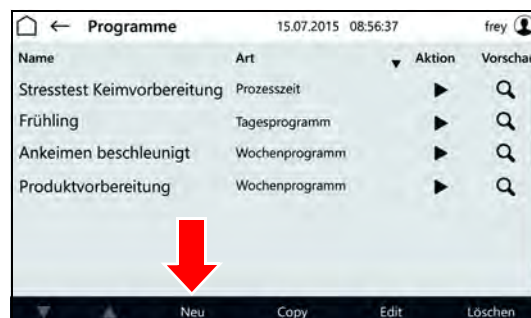 Programme 15.07.2015 08:56:37 frey
Name Art Aktion Vorschau
Stresstest Keimvorbereitung Prozesszeit
Frühling Tagesprogramm
Ankeimen beschleunigt Wochenprogramm
Produktvorbereitung Wochenprogramm
Neu Copy Edit Löschen